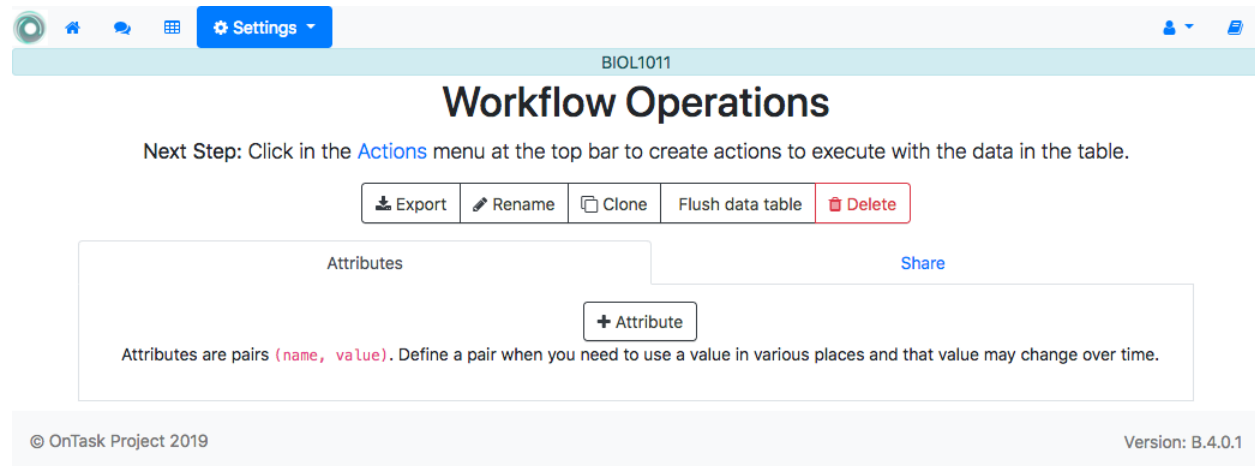 Settings
BIOL1011
Workflow Operations
Next Step: Click in the Actions menu at the top bar to create actions to execute with the data in the table.
Export Rename Clone Flush data table Delete
Attributes Share
+ Attribute
Attributes are pairs (name, value). Define a pair when you need to use a value in various places and that value may change over time.
© OnTask Project 2019 Version: B.4.0.1